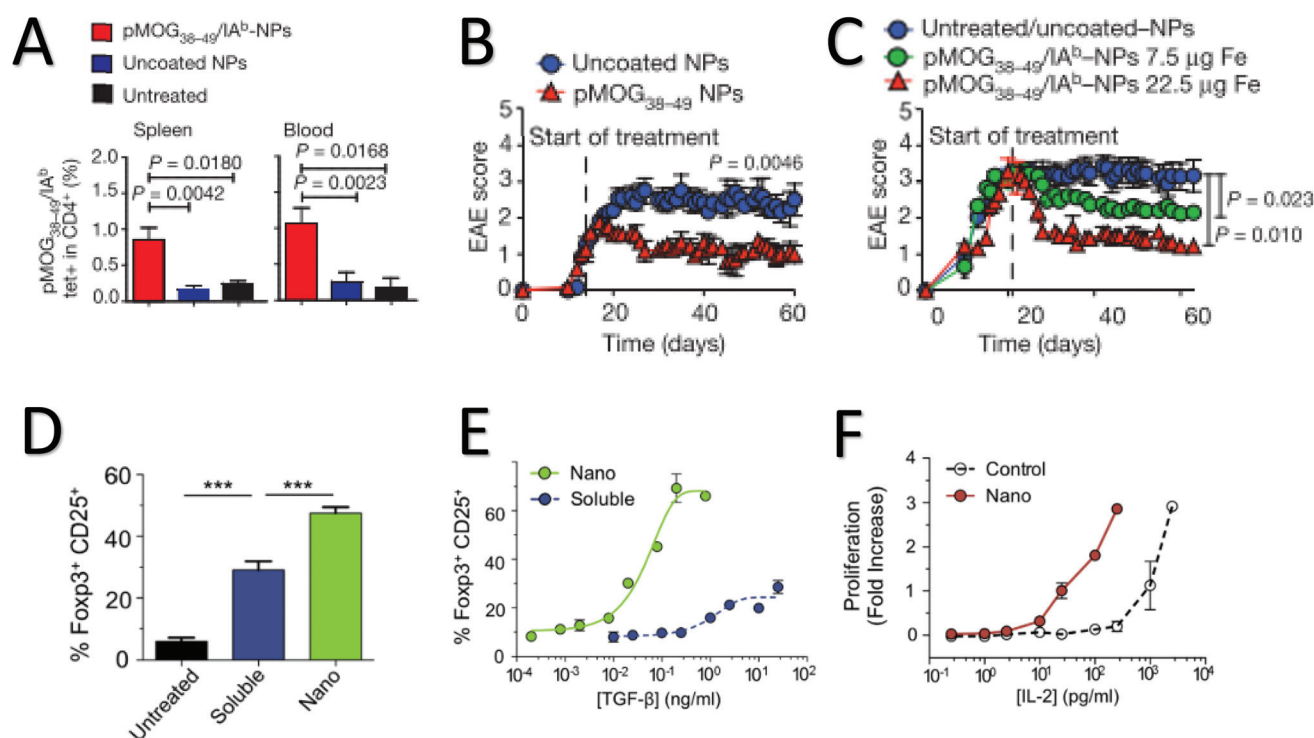 A
pMOG38–49/IAb-NPs
Uncoated NPs
Untreated
Spleen
Blood
pMOG38–49/IAb
tet+ in CD4+ (%)
2.0
1.5
1.0
0.5
0.0
P = 0.0180
P = 0.0042
P = 0.0168
P = 0.0023
B
Uncoated NPs
pMOG38–49 NPs
Start of treatment
P = 0.0046
EAE score
5
4
3
2
1
0
0 20 40 60
Time (days)
C
Untreated/uncoated–NPs
pMOG38–49/IAb–NPs 7.5 µg Fe
pMOG38–49/IAb–NPs 22.5 µg Fe
Start of treatment
EAE score
5
4
3
2
1
0
P = 0.023
P = 0.010
0 20 40 60
Time (days)
D
% Foxp3+ CD25+
60
40
20
0
*** ***
Untreated
Soluble
Nano
E
Nano
Soluble
% Foxp3+ CD25+
60
40
20
0
10-4 10-3 10-2 10-1 100 101 102
[TGF-β] (ng/ml)
F
Control
Nano
Proliferation
(Fold Increase)
4
3
2
1
0
10-1 100 101 102 103 104
[IL-2] (pg/ml)